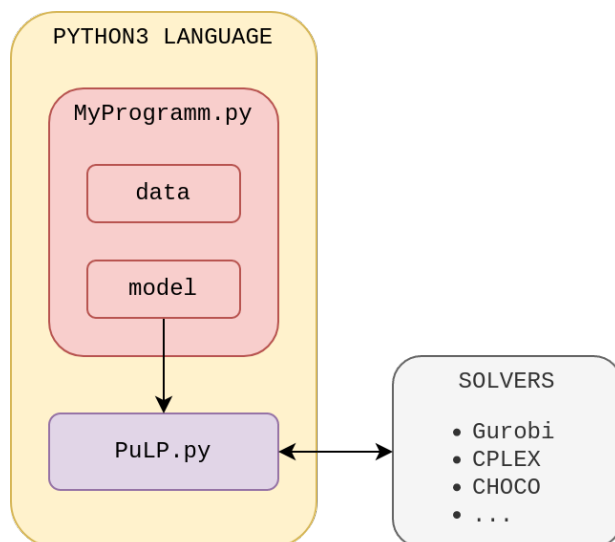 PYTHON3 LANGUAGE
MyProgramm.py
data
model
PuLP.py
SOLVERS
• Gurobi
• CPLEX
• CHOCO
• ...